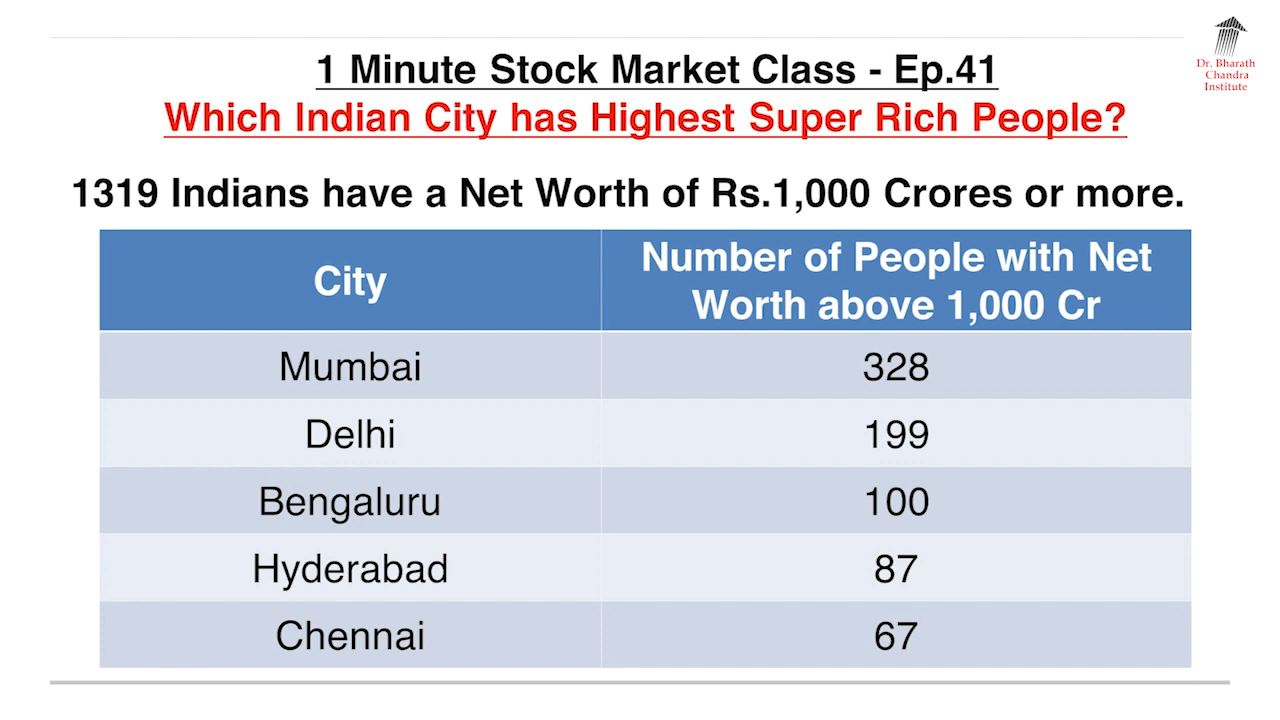 Dr. Bharath
Chandra
Institute
1 Minute Stock Market Class - Ep.41
Which Indian City has Highest Super Rich People?
1319 Indians have a Net Worth of Rs.1,000 Crores or more.
City
Number of People with Net
Worth above 1,000 Cr
Mumbai 328
Delhi 199
Bengaluru 100
Hyderabad 87
Chennai 67